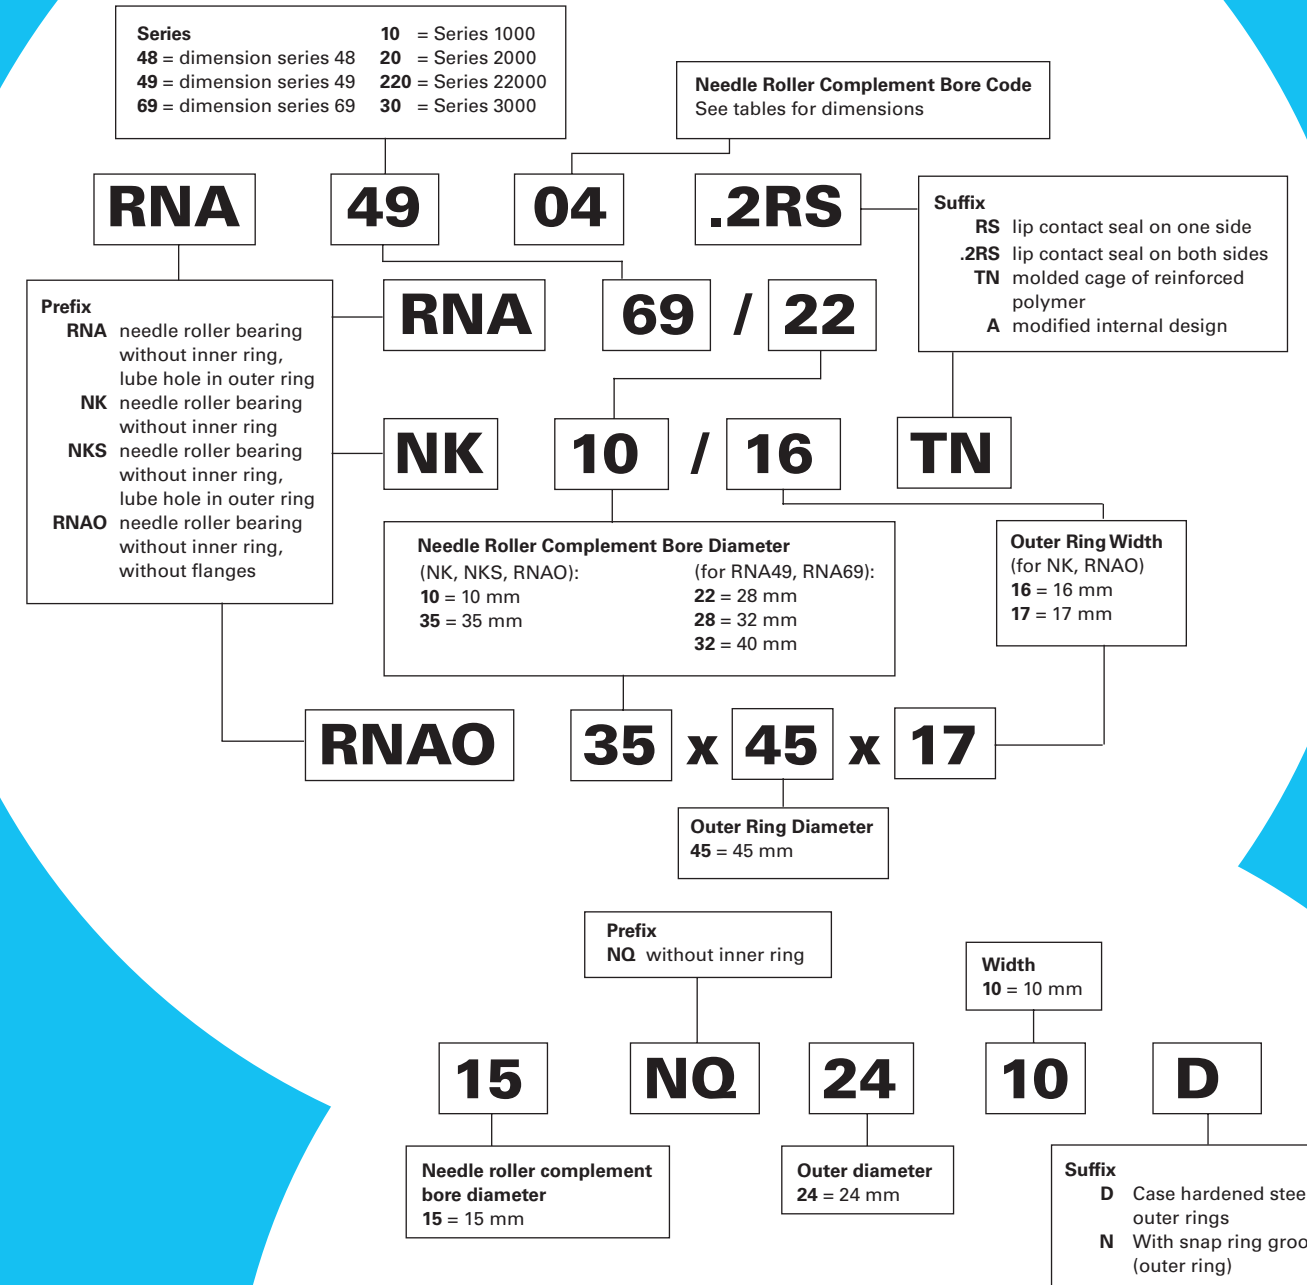 Series
48 = dimension series 48
49 = dimension series 49
69 = dimension series 69
10 = Series 1000
20 = Series 2000
220 = Series 22000
30 = Series 3000
Needle Roller Complement Bore Code
See tables for dimensions
RNA 49 04 .2RS
Suffix
RS lip contact seal on one side
.2RS lip contact seal on both sides
TN molded cage of reinforced
polymer
A modified internal design
Prefix
RNA needle roller bearing
without inner ring,
lube hole in outer ring
NK needle roller bearing
without inner ring
NKS needle roller bearing
without inner ring,
lube hole in outer ring
RNAO needle roller bearing
without inner ring,
without flanges
RNA 69 / 22
NK 10 / 16 TN
Needle Roller Complement Bore Diameter
(NK, NKS, RNAO):
10 = 10 mm
35 = 35 mm
(for RNA49, RNA69):
22 = 28 mm
28 = 32 mm
32 = 40 mm
Outer Ring Width
(for NK, RNAO)
16 = 16 mm
17 = 17 mm
RNAO 35 x 45 x 17
Outer Ring Diameter
45 = 45 mm
Prefix
NQ without inner ring
Width
10 = 10 mm
15 NQ 24 10 D
Needle roller complement
bore diameter
15 = 15 mm
Outer diameter
24 = 24 mm
Suffix
D Case hardened stee
outer rings
N With snap ring groo
(outer ring)